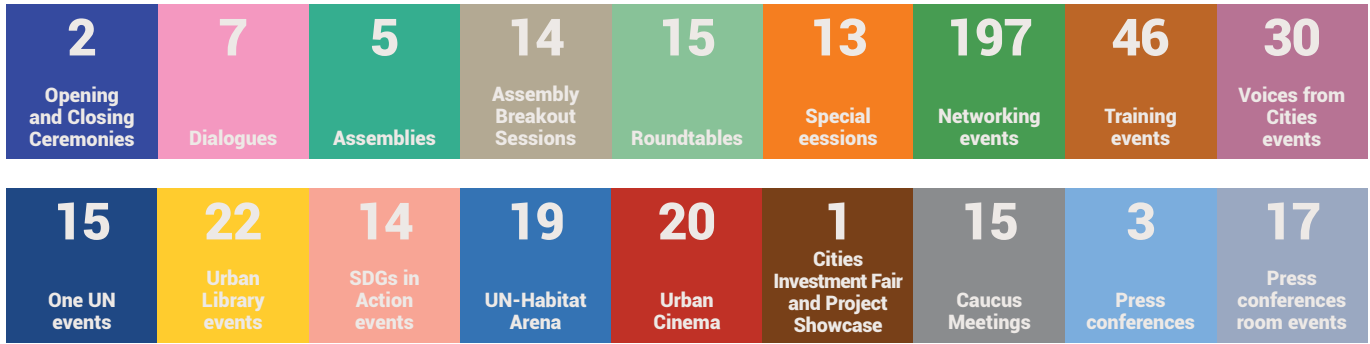 2
Opening
and Closing
Ceremonies
7
Dialogues
5
Assemblies
14
Assembly
Breakout
Sessions
15
Roundtables
13
Special
eessions
197
Networking
events
46
Training
events
30
Voices from
Cities
events
15
One UN
events
22
Urban
Library
events
14
SDGs in
Action
events
19
UN-Habitat
Arena
20
Urban
Cinema
1
Cities
Investment Fair
and Project
Showcase
15
Caucus
Meetings
3
Press
conferences
17
Press
conferences
room events